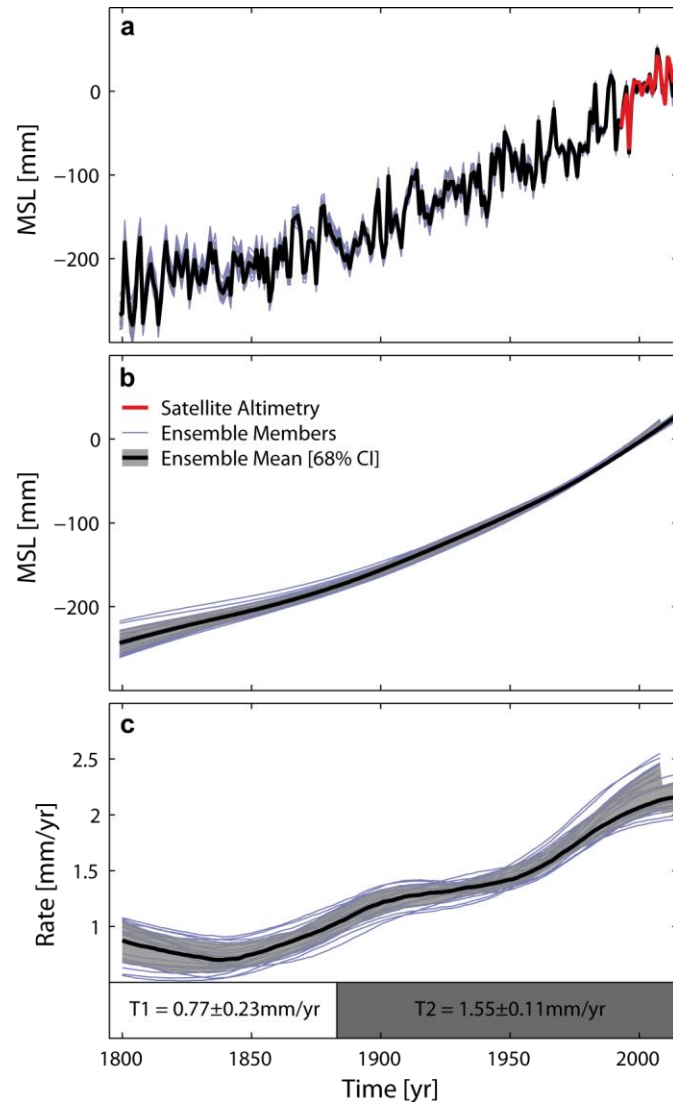 a
MSL [mm]
0
−100
−200
b
Satellite Altimetry
Ensemble Members
Ensemble Mean [68% CI]
MSL [mm]
0
−100
−200
c
Rate [mm/yr]
2.5
2
1.5
1
T1 = 0.77±0.23mm/yr
T2 = 1.55±0.11mm/yr
1800
1850
1900
1950
2000
Time [yr]